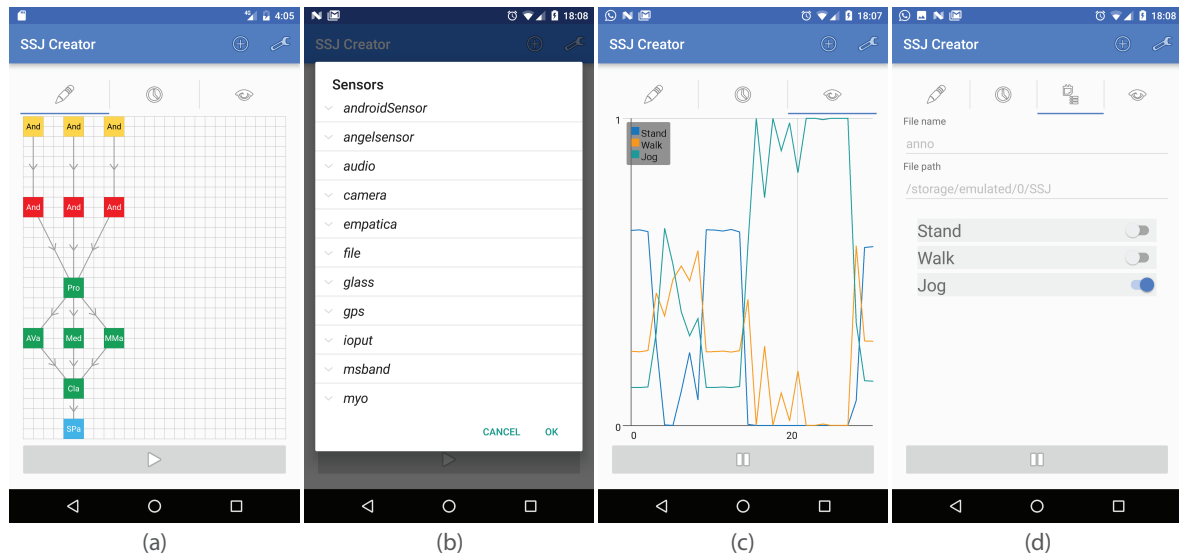 4:05
SSJ Creator
And And And
And And And
Pro
AVa Med MMa
Cla
SPa
(a)
18:08
SSJ Creator
Sensors
androidSensor
angelsensor
audio
camera
empatica
file
glass
gps
ioput
msband
myo
CANCEL OK
(b)
18:07
SSJ Creator
1
Stand
Walk
Jog
0
0 20
(c)
18:08
SSJ Creator
File name
anno
File path
/storage/emulated/0/SSJ
Stand
Walk
Jog
(d)